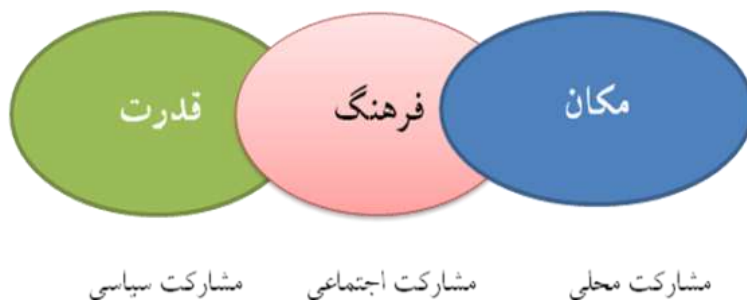 مکان
فرهنگ
قدرت
مشارکت محلی
مشارکت اجتماعی
مشارکت سیاسی